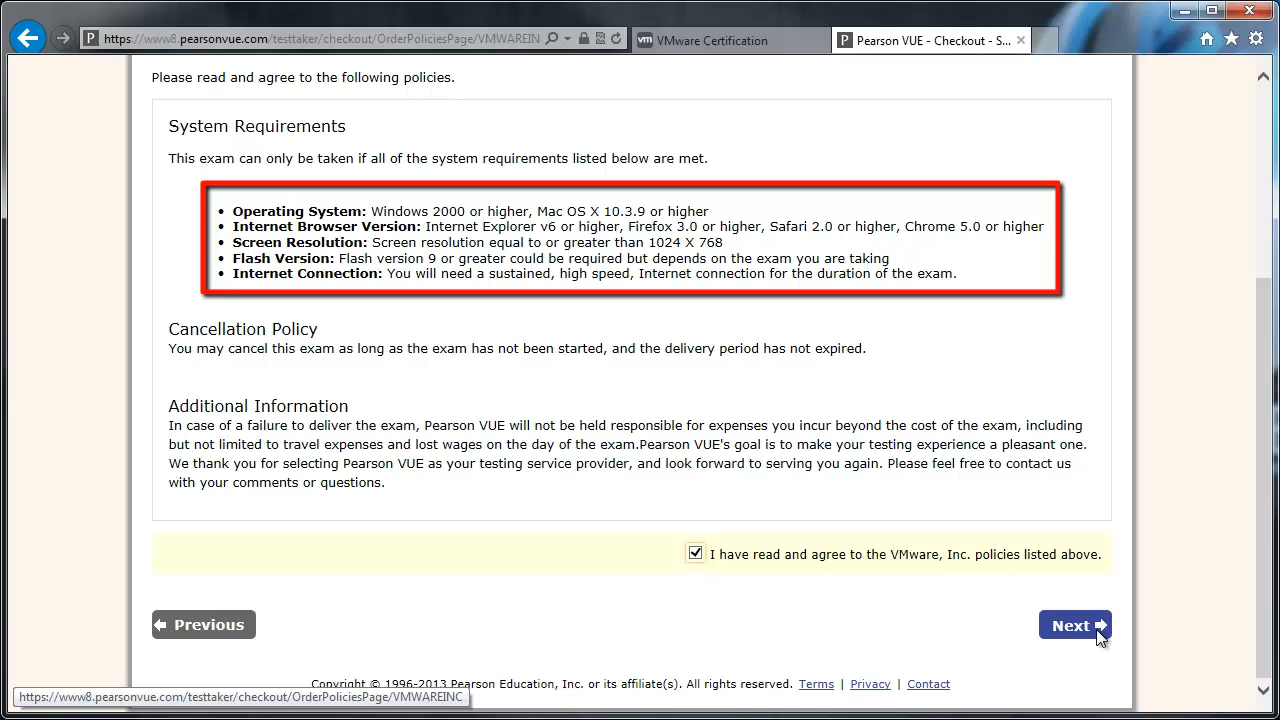 https://www8.pearsonvue.com/testtaker/checkout/OrderPoliciesPage/VMWAREIN
vm VMware Certification
P Pearson VUE - Checkout - S...
Please read and agree to the following policies.
System Requirements
This exam can only be taken if all of the system requirements listed below are met.
• Operating System: Windows 2000 or higher, Mac OS X 10.3.9 or higher
• Internet Browser Version: Internet Explorer v6 or higher, Firefox 3.0 or higher, Safari 2.0 or higher, Chrome 5.0 or higher
• Screen Resolution: Screen resolution equal to or greater than 1024 X 768
• Flash Version: Flash version 9 or greater could be required but depends on the exam you are taking
• Internet Connection: You will need a sustained, high speed, Internet connection for the duration of the exam.
Cancellation Policy
You may cancel this exam as long as the exam has not been started, and the delivery period has not expired.
Additional Information
In case of a failure to deliver the exam, Pearson VUE will not be held responsible for expenses you incur beyond the cost of the exam, including
but not limited to travel expenses and lost wages on the day of the exam.Pearson VUE's goal is to make your testing experience a pleasant one.
We thank you for selecting Pearson VUE as your testing service provider, and look forward to serving you again. Please feel free to contact us
with your comments or questions.
I have read and agree to the VMware, Inc. policies listed above.
Previous
Next
Copyright © 1996-2013 Pearson Education, Inc. or its affiliate(s). All rights reserved. Terms | Privacy | Contact
https://www8.pearsonvue.com/testtaker/checkout/OrderPoliciesPage/VMWAREINC